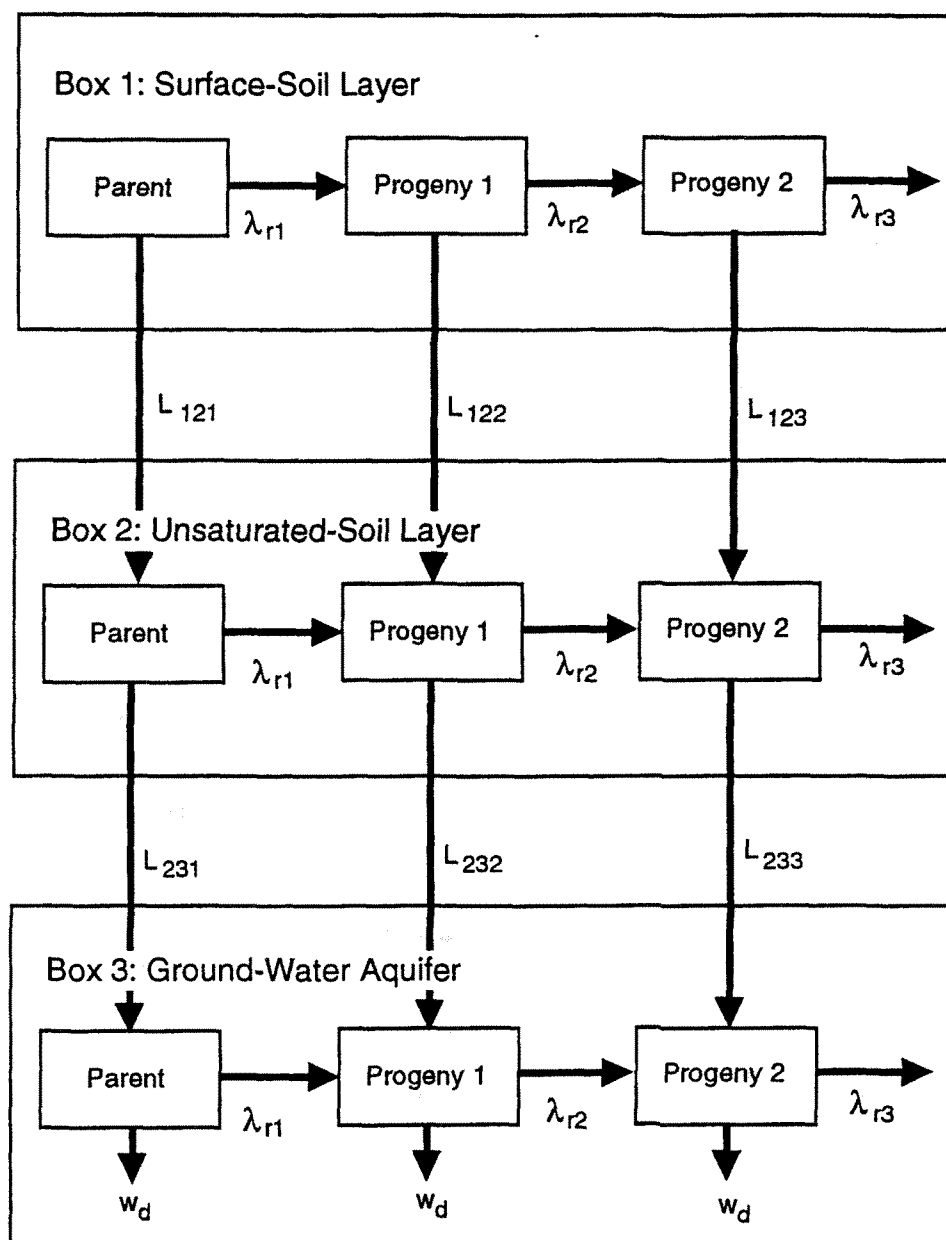 Box 1: Surface-Soil Layer
Parent
Progeny 1
Progeny 2
λr1
λr2
λr3
L121
L122
L123
Box 2: Unsaturated-Soil Layer
Parent
Progeny 1
Progeny 2
λr1
λr2
λr3
L231
L232
L233
Box 3: Ground-Water Aquifer
Parent
Progeny 1
Progeny 2
λr1
λr2
λr3
wd
wd
wd